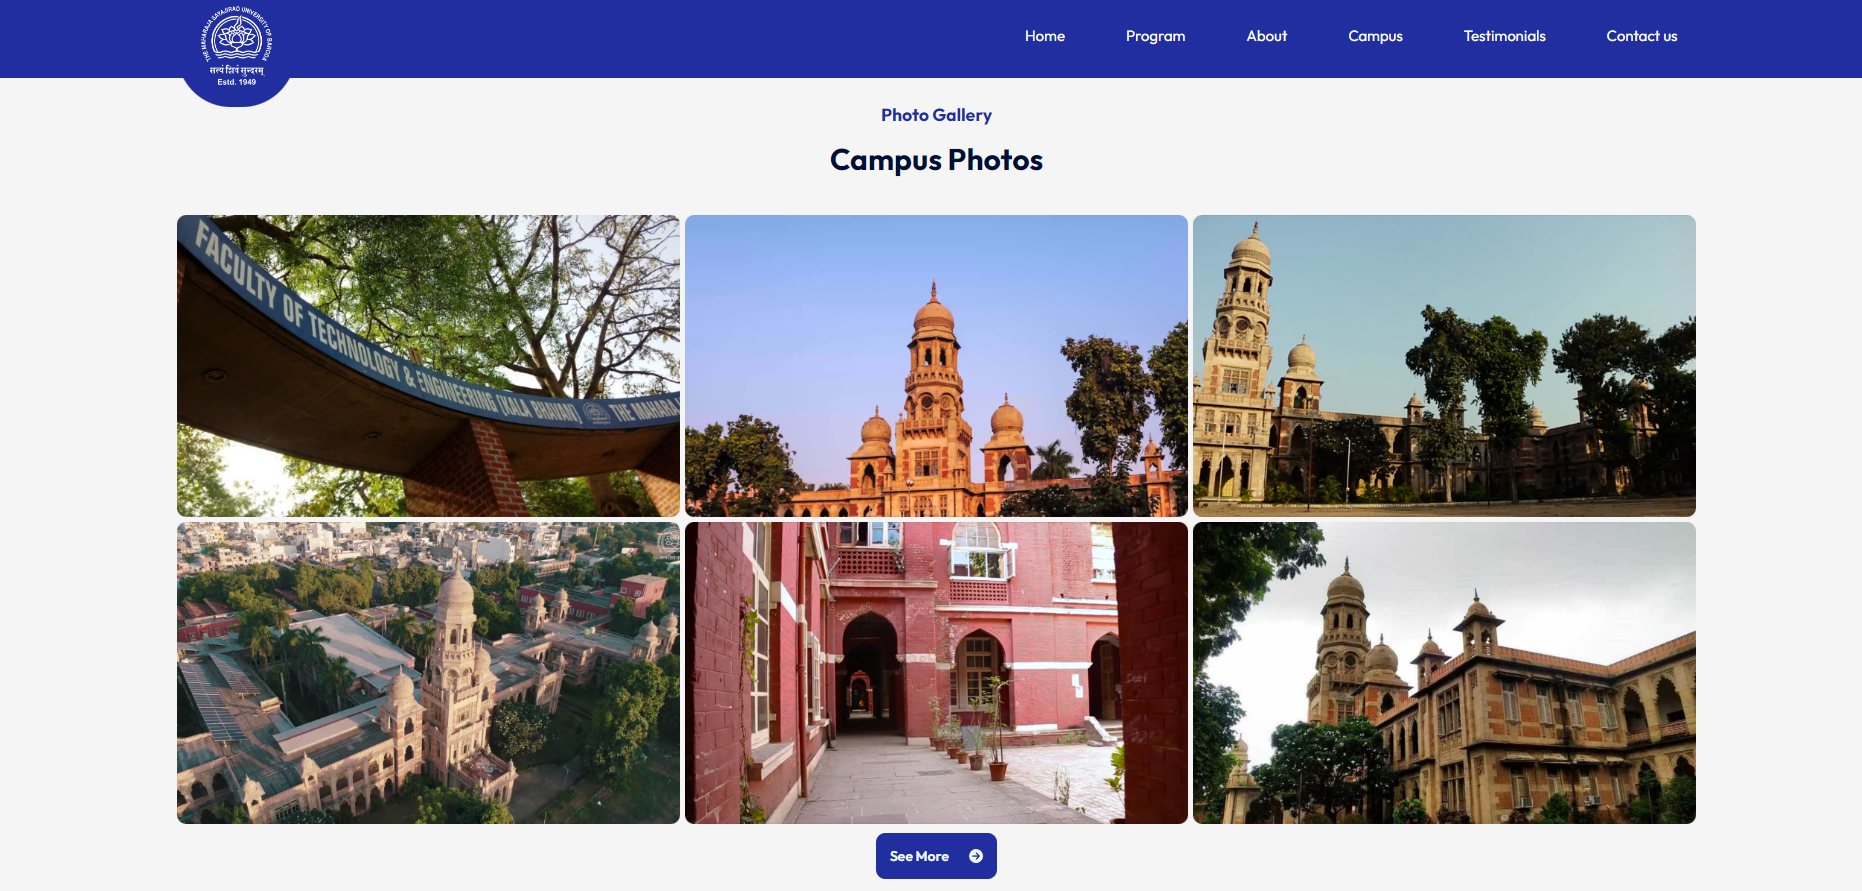 THE MAHARAJA SAYAJIRAO UNIVERSITY OF BARODA
सत्यं शिवं सुन्दरम्
Estd. 1949
Home
Program
About
Campus
Testimonials
Contact us
Photo Gallery
Campus Photos
FACULTY OF TECHNOLOGY & ENGINEERING (KALA BHAVAN) THE MAHARA
See More